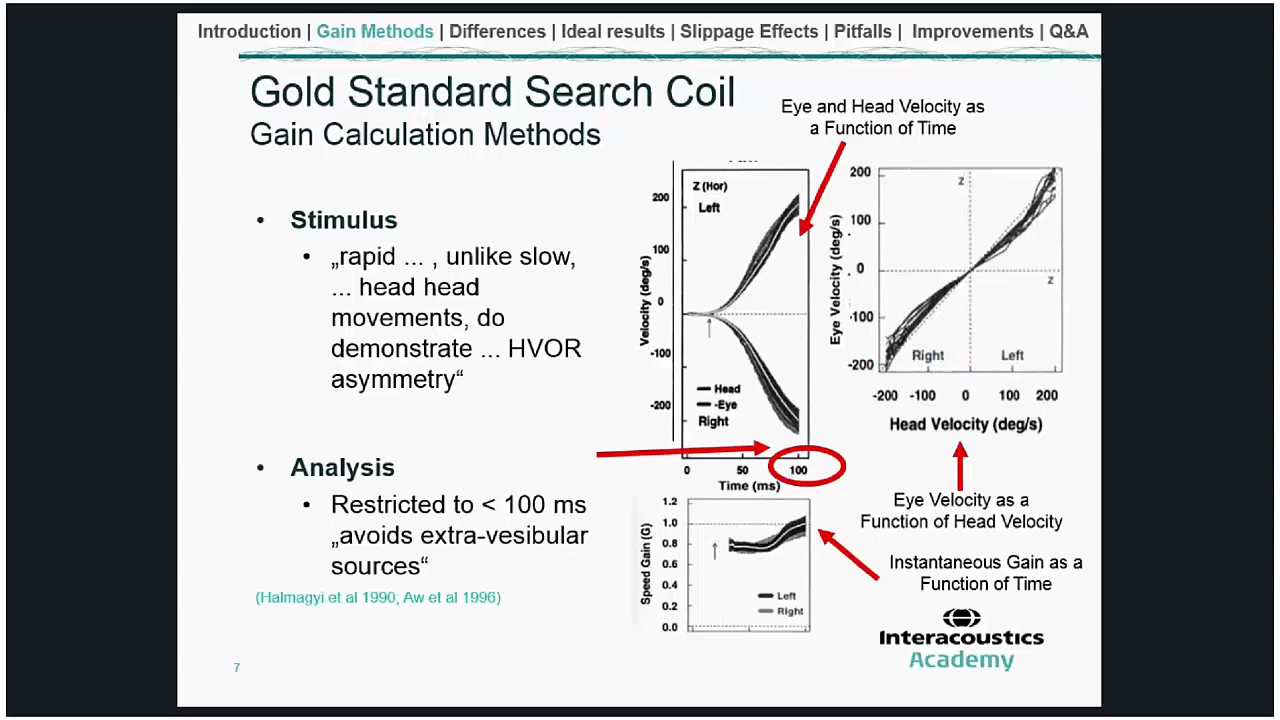 Introduction | Gain Methods | Differences | Ideal results | Slippage Effects | Pitfalls | Improvements | Q&A
Gold Standard Search Coil
Gain Calculation Methods
• Stimulus
• „rapid ... , unlike slow,
... head head
movements, do
demonstrate ... HVOR
asymmetry“
• Analysis
• Restricted to < 100 ms
„avoids extra-vesibular
sources“
(Halmagyi et al 1990; Aw et al 1996)
7
Eye and Head Velocity as
a Function of Time
Z (Hor)
Left
200
100
0
-100
-200
Velocity (deg/s)
Head
-Eye
Right
0 50 100
Time (ms)
1.2
1.0
0.8
0.6
0.4
0.2
0.0
Speed Gain (G)
Left
Right
200
100
0
-100
-200
Eye Velocity (deg/s)
z
z
Right Left
-200 -100 0 100 200
Head Velocity (deg/s)
Eye Velocity as a
Function of Head Velocity
Instantaneous Gain as a
Function of Time
Interacoustics
Academy